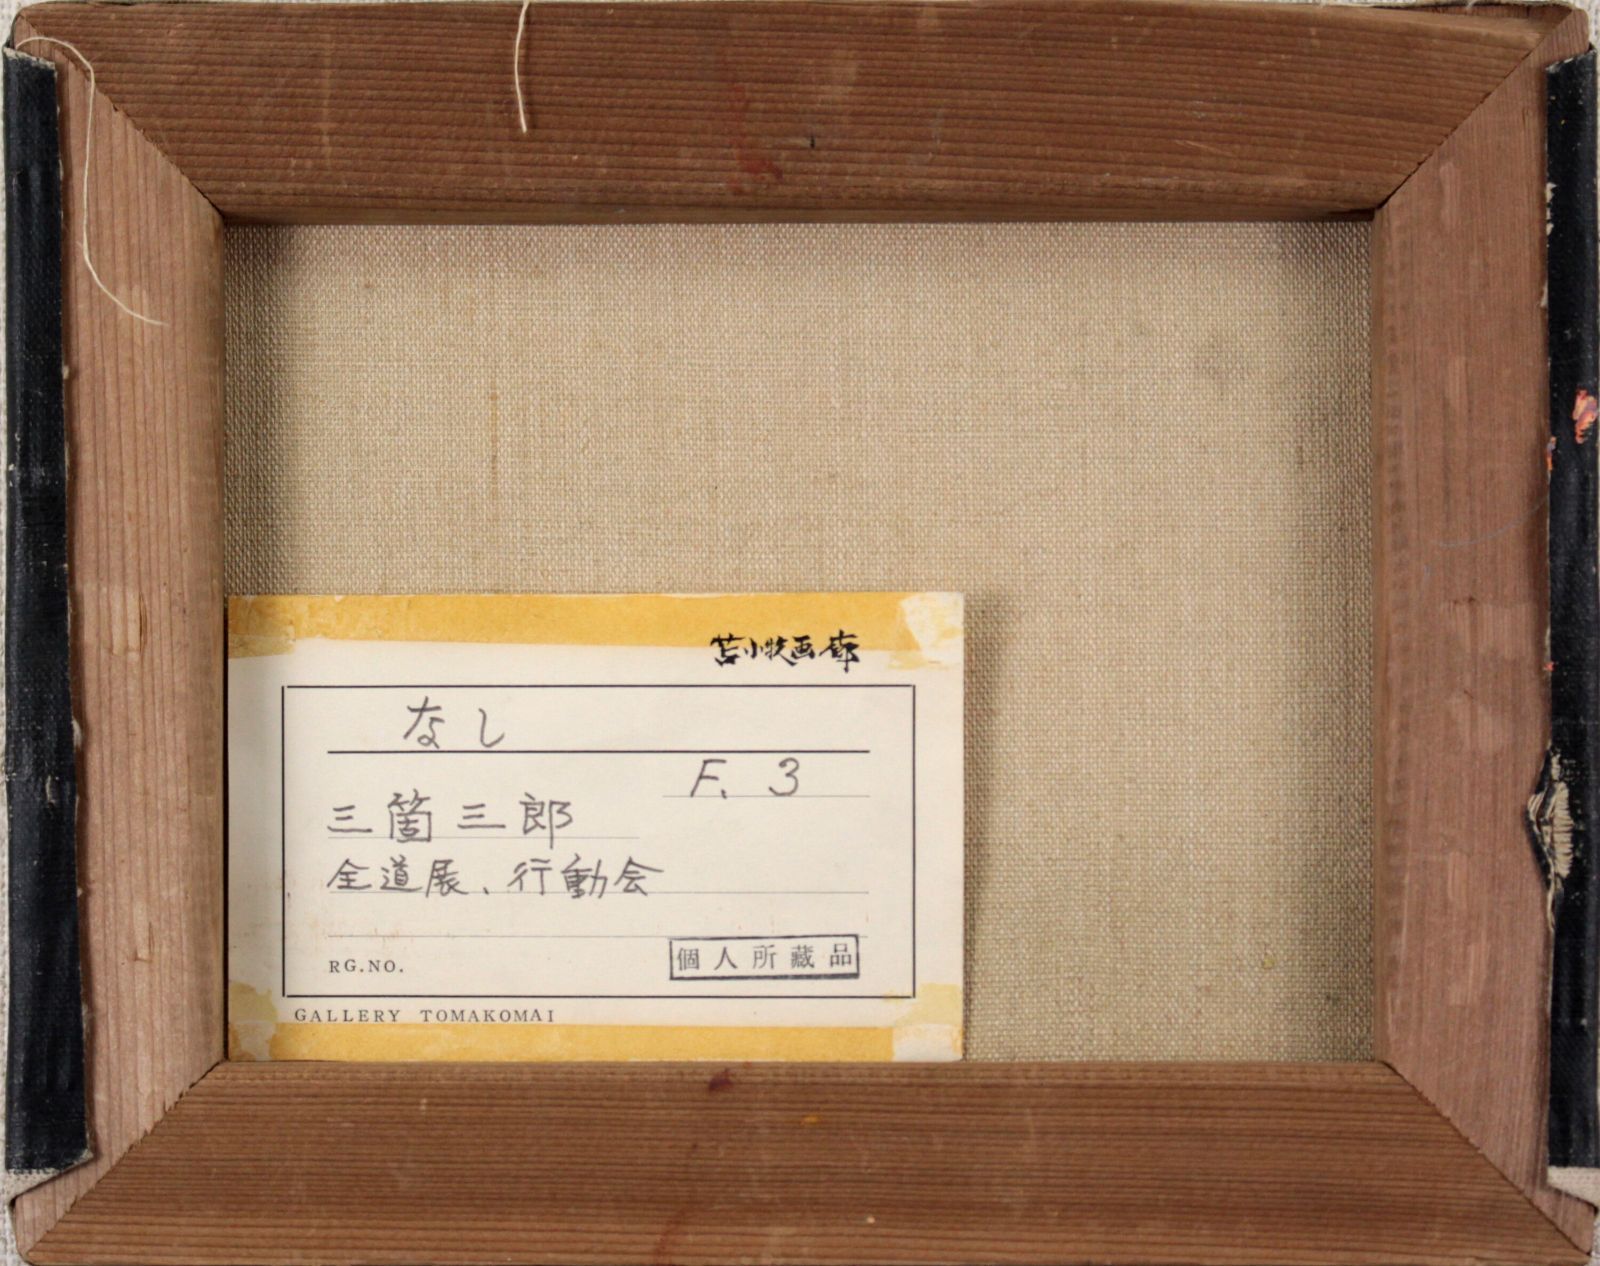 苫小牧画廊
なし
F. 3
三箇三郎
全道展、行動会
RG.NO.
個人所蔵品
GALLERY TOMAKOMAI